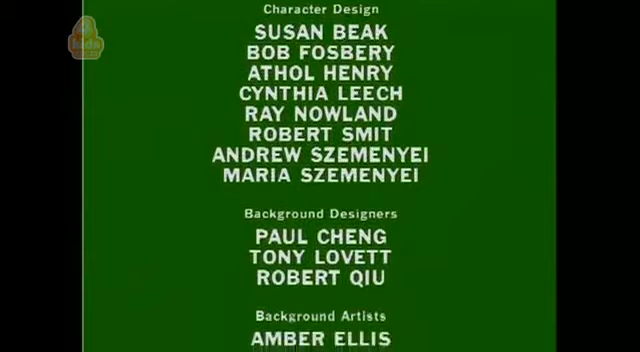 Character Design
SUSAN BEAK
BOB FOSBERY
ATHOL HENRY
CYNTHIA LEECH
RAY NOWLAND
ROBERT SMIT
ANDREW SZEMENYEI
MARIA SZEMENYEI
Background Designers
PAUL CHENG
TONY LOVETT
ROBERT QIU
Background Artists
AMBER ELLIS